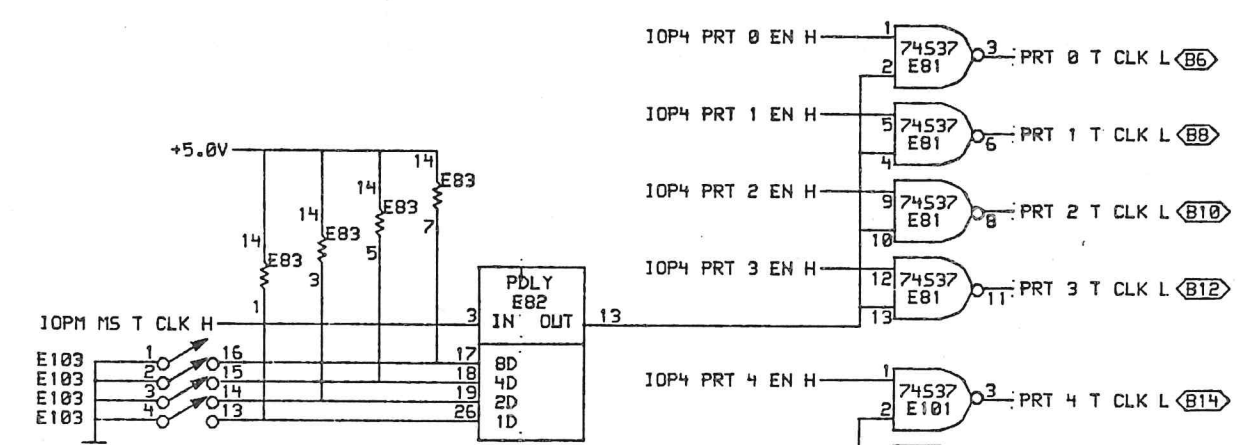 IOP4 PRT 0 EN H 1 74S37 3 PRT 0 T CLK L B6
2 E81
IOP4 PRT 1 EN H 5 74S37 6 PRT 1 T CLK L B8
4 E81
IOP4 PRT 2 EN H 9 74S37 8 PRT 2 T CLK L B10
10 E81
IOP4 PRT 3 EN H 12 74S37 11 PRT 3 T CLK L B12
13 E81
IOP4 PRT 4 EN H 1 74S37 3 PRT 4 T CLK L B14
2 E101
+5.0V
14 E83 7
14 E83 5
14 E83 3
14 E83 1
PDLY
E82
IOPM MS T CLK H 3 IN OUT 13
E103 1 16 17 8D
E103 2 15 18 4D
E103 3 14 19 2D
E103 4 13 26 1D